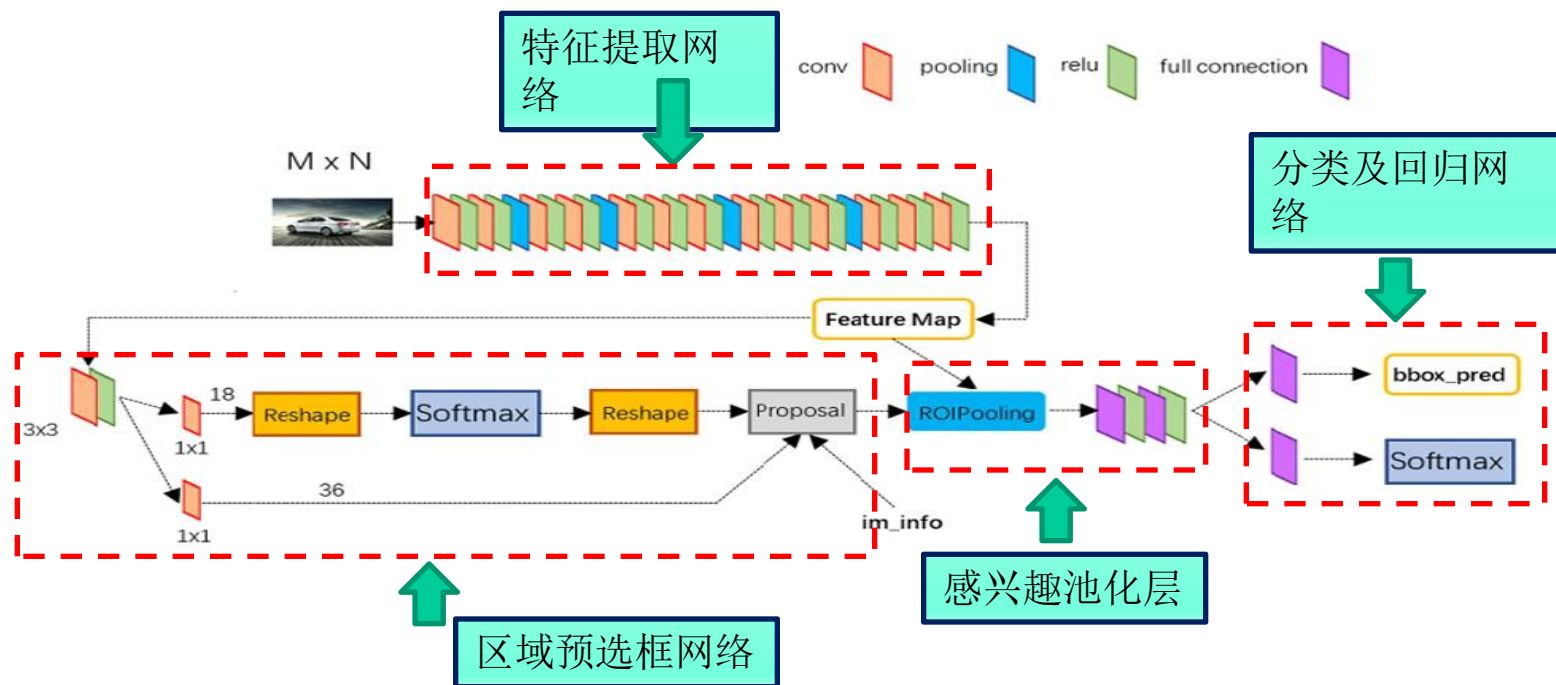 特征提取网
络
conv
pooling
relu
full connection
M x N
分类及回归网
络
Feature Map
3x3
1x1
18
Reshape
Softmax
Reshape
Proposal
ROIPooling
bbox_pred
Softmax
1x1
36
im_info
感兴趣池化层
区域预选框网络